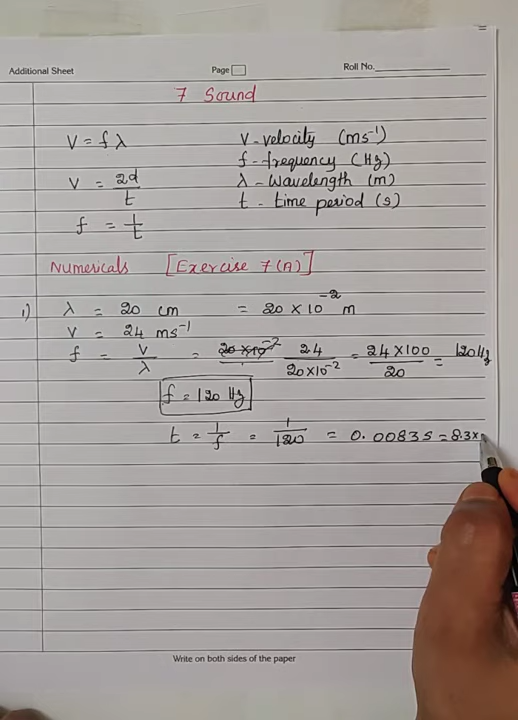 Additional Sheet Page Roll No.
7 Sound
V = f λ V - velocity (ms⁻¹)
f - frequency (Hz)
V = 2d/t λ - Wavelength (m)
t - time period (s)
f = 1/t
Numericals [Exercise 7(A)]
1) λ = 20 cm = 20 × 10⁻² m
V = 24 ms⁻¹
f = V/λ = 24/20×10⁻² = 24×100/20 = 120Hz
f = 120 Hz
t = 1/f = 1/120 = 0.0083s = 8.3×
Write on both sides of the paper